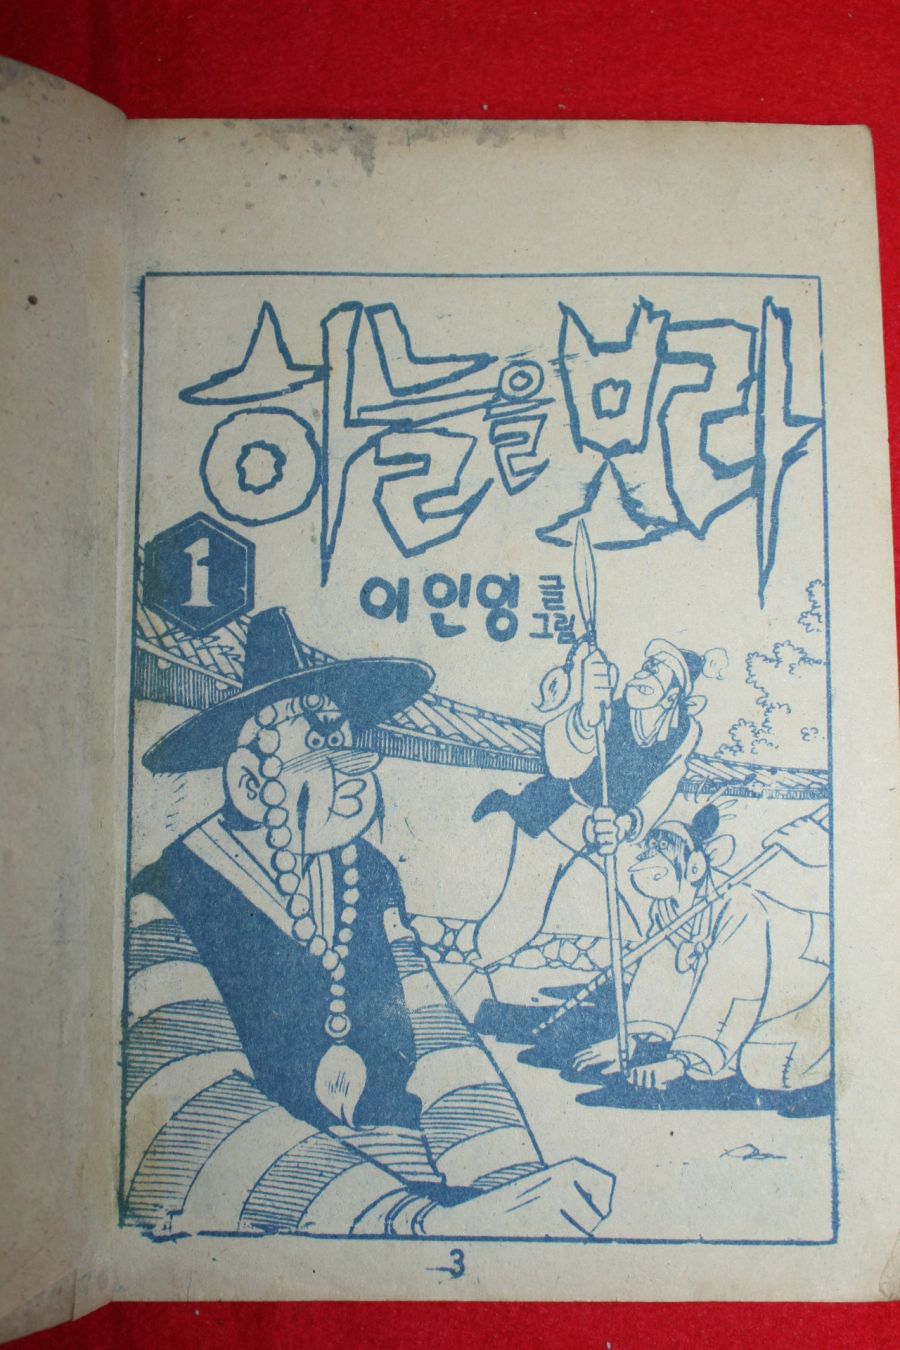 하늘을 보라
1
이인영 글 그림
3